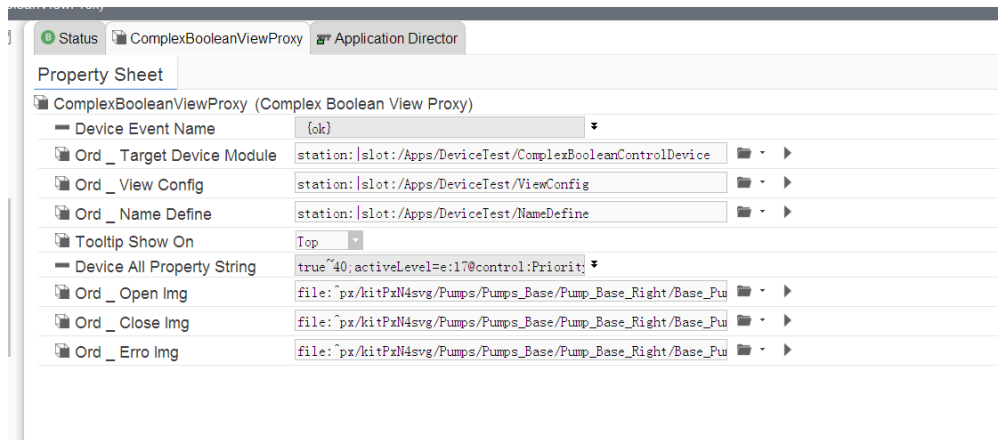 Status ComplexBooleanViewProxy Application Director
Property Sheet
ComplexBooleanViewProxy (Complex Boolean View Proxy)
Device Event Name {ok}
Ord _ Target Device Module station:|slot:/Apps/DeviceTest/ComplexBooleanControlDevice
Ord _ View Config station:|slot:/Apps/DeviceTest/ViewConfig
Ord _ Name Define station:|slot:/Apps/DeviceTest/NameDefine
Tooltip Show On Top
Device All Property String true~40;activeLevel=e:17@control:Priority
Ord _ Open Img file:^px/kitPxN4svg/Pumps/Pumps_Base/Pump_Base_Right/Base_Pu
Ord _ Close Img file:^px/kitPxN4svg/Pumps/Pumps_Base/Pump_Base_Right/Base_Pu
Ord _ Erro Img file:^px/kitPxN4svg/Pumps/Pumps_Base/Pump_Base_Right/Base_Pu